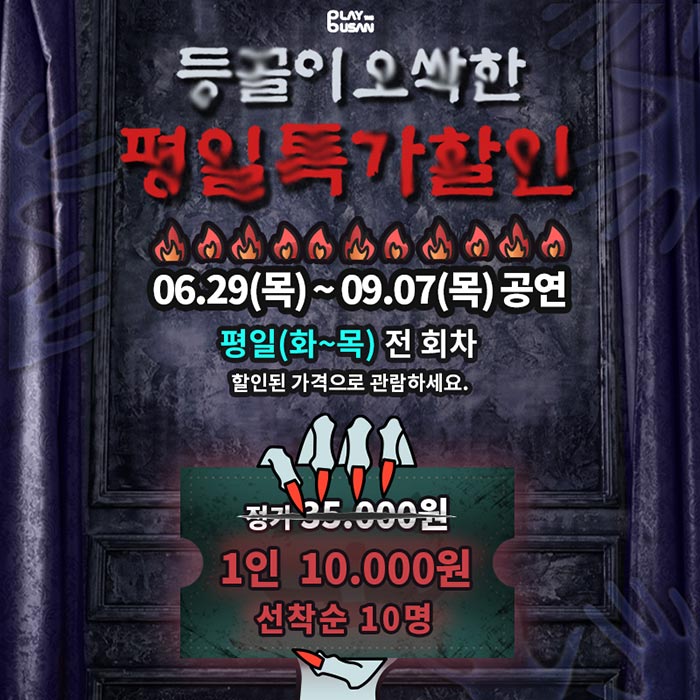 PLAY THE
BUSAN
등골이 오싹한
평일특가할인
06.29(목) ~ 09.07(목) 공연
평일(화~목) 전 회차
할인된 가격으로 관람하세요.
정가 35.000원
1인 10.000원
선착순 10명